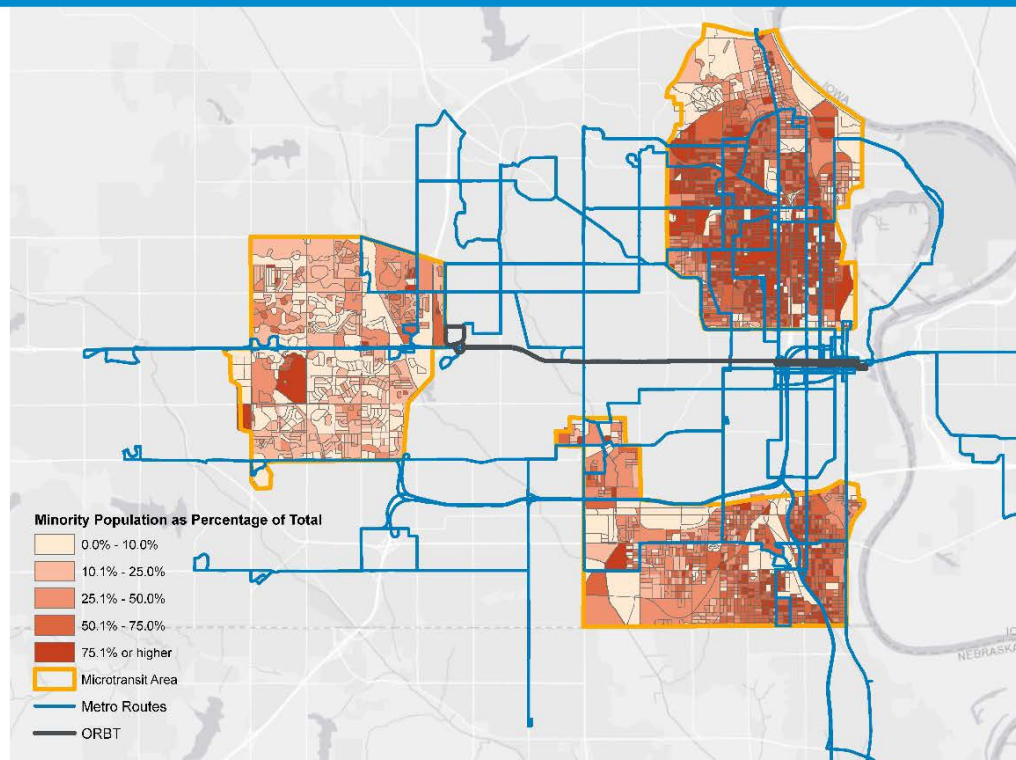 IOWA
Minority Population as Percentage of Total
0.0% - 10.0%
10.1% - 25.0%
25.1% - 50.0%
50.1% - 75.0%
75.1% or higher
Microtransit Area
Metro Routes
ORBT
NEBRASKA